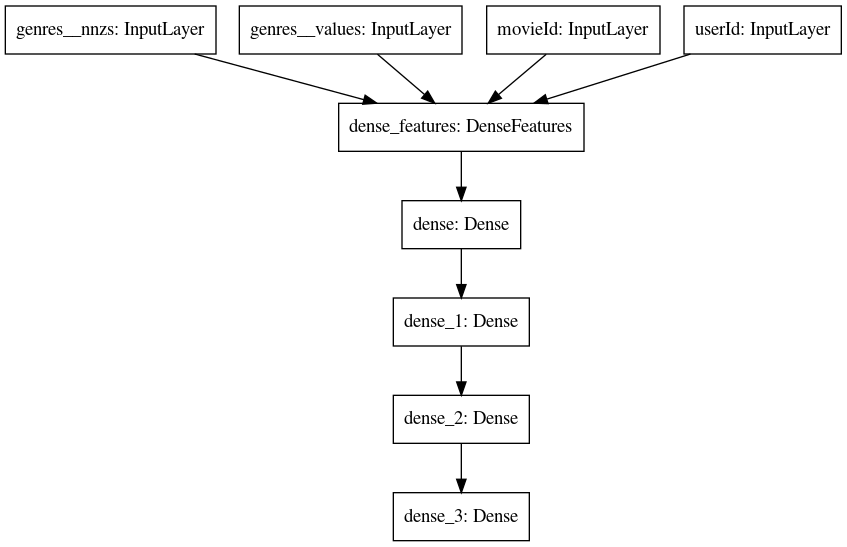 genres__nnzs: InputLayer
genres__values: InputLayer
movieId: InputLayer
userId: InputLayer
dense_features: DenseFeatures
dense: Dense
dense_1: Dense
dense_2: Dense
dense_3: Dense